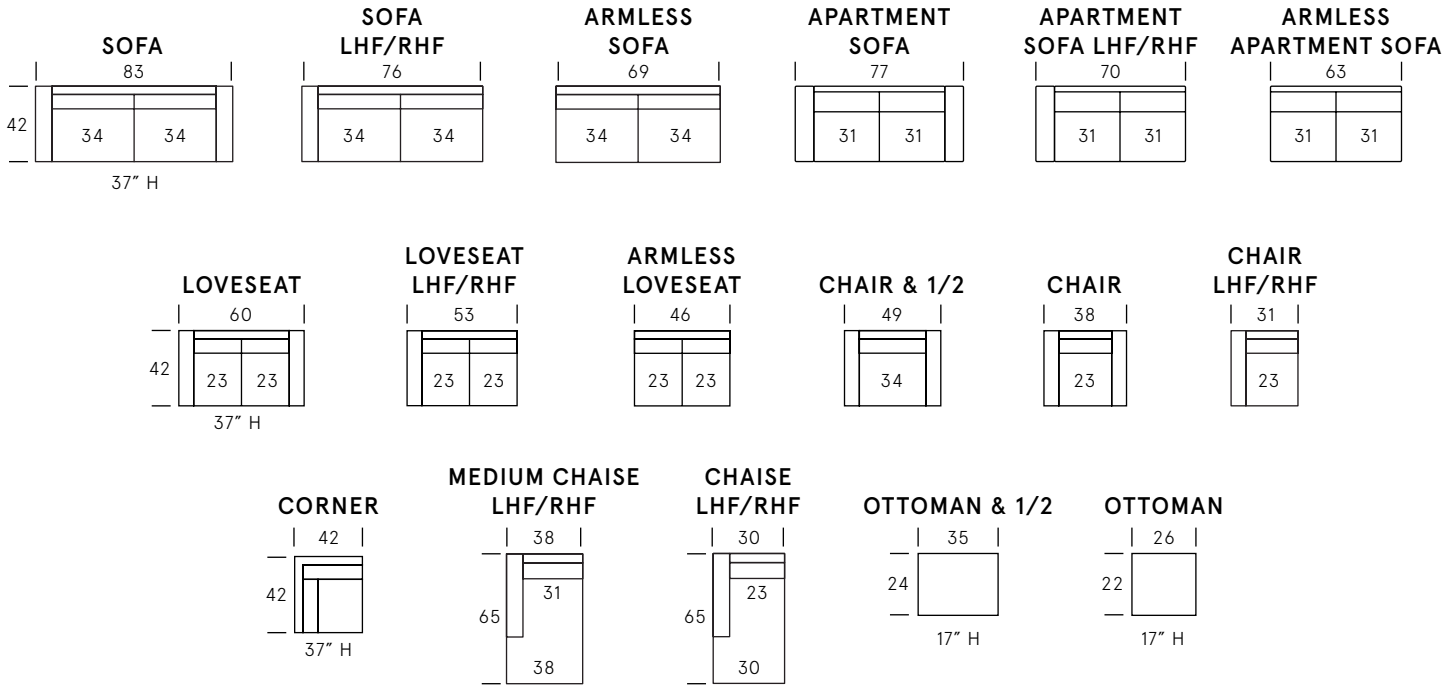 SOFA
83
42
34 34
37″ H
SOFA
LHF/RHF
76
34 34
ARMLESS
SOFA
69
34 34
APARTMENT
SOFA
77
31 31
APARTMENT
SOFA LHF/RHF
70
31 31
ARMLESS
APARTMENT SOFA
63
31 31
LOVESEAT
60
42
23 23
37″ H
LOVESEAT
LHF/RHF
53
23 23
ARMLESS
LOVESEAT
46
23 23
CHAIR & 1/2
49
34
CHAIR
38
23
CHAIR
LHF/RHF
31
23
CORNER
42
42
37″ H
MEDIUM CHAISE
LHF/RHF
38
31
65
38
CHAISE
LHF/RHF
30
23
65
30
OTTOMAN & 1/2
35
24
17″ H
OTTOMAN
26
22
17″ H